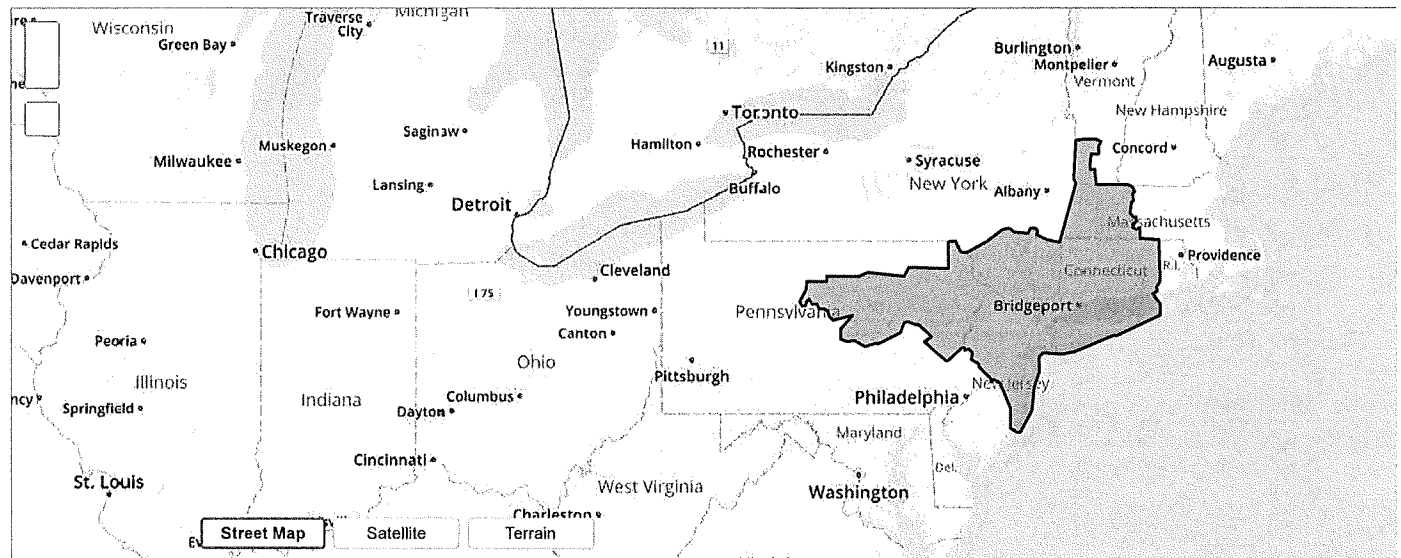 Wisconsin
Green Bay
Traverse
City
Michigan
11
Kingston
Burlington
Montpelier
Vermont
Augusta
Toronto
New Hampshire
Saginaw
Hamilton
Rochester
Syracuse
Concord
Milwaukee
Muskegon
Lansing
Buffalo
New York
Albany
Detroit
Massachusetts
Cedar Rapids
Chicago
Providence
R.I.
Connecticut
Davenport
Cleveland
I 75
Fort Wayne
Youngstown
Pennsylvania
Bridgeport
Canton
Peoria
Ohio
Illinois
Pittsburgh
New Jersey
Indiana
Columbus
Philadelphia
ncy
Springfield
Dayton
Maryland
Cincinnati
Del.
St. Louis
West Virginia
Washington
Charleston
Street Map
Satellite
Terrain